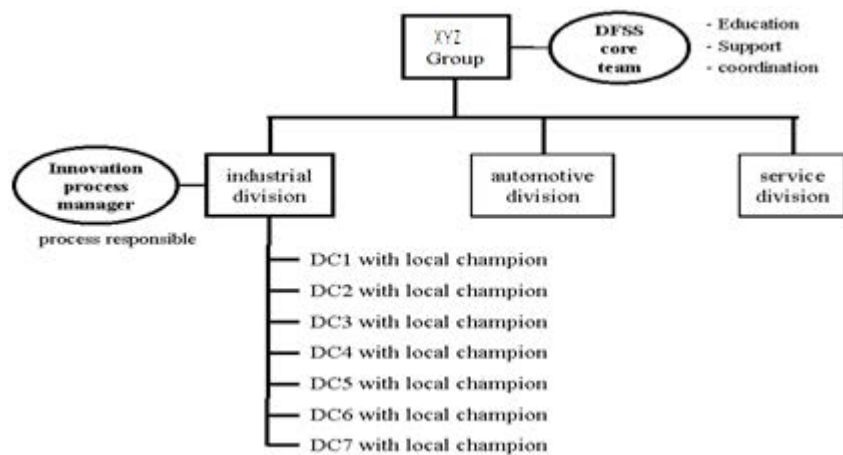 XYZ
Group
DFSS
core
team
- Education
- Support
- coordination
Innovation
process
manager
process responsible
industrial
division
automotive
division
service
division
DC1 with local champion
DC2 with local champion
DC3 with local champion
DC4 with local champion
DC5 with local champion
DC6 with local champion
DC7 with local champion